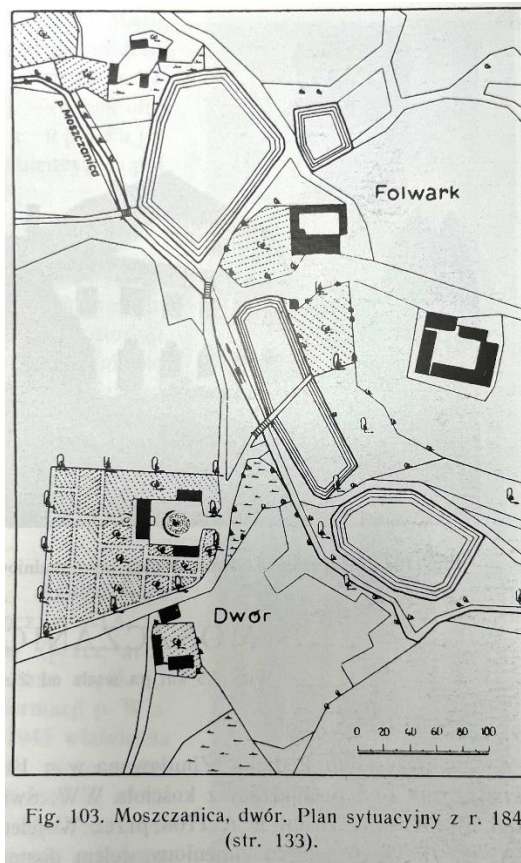 p. Moszczanica
Folwark
Dwór
0 20 40 60 80 100
Fig. 103. Moszczanica, dwór. Plan sytuacyjny z r. 184
(str. 133).